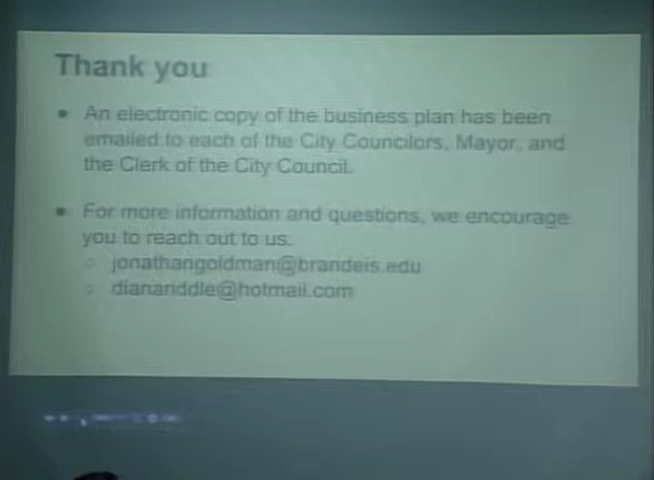 Thank you
• An electronic copy of the business plan has been
emailed to each of the City Councilors, Mayor, and
the Clerk of the City Council.
• For more information and questions, we encourage
you to reach out to us.
○ jonathangoldman@brandeis.edu
○ dianariddle@hotmail.com